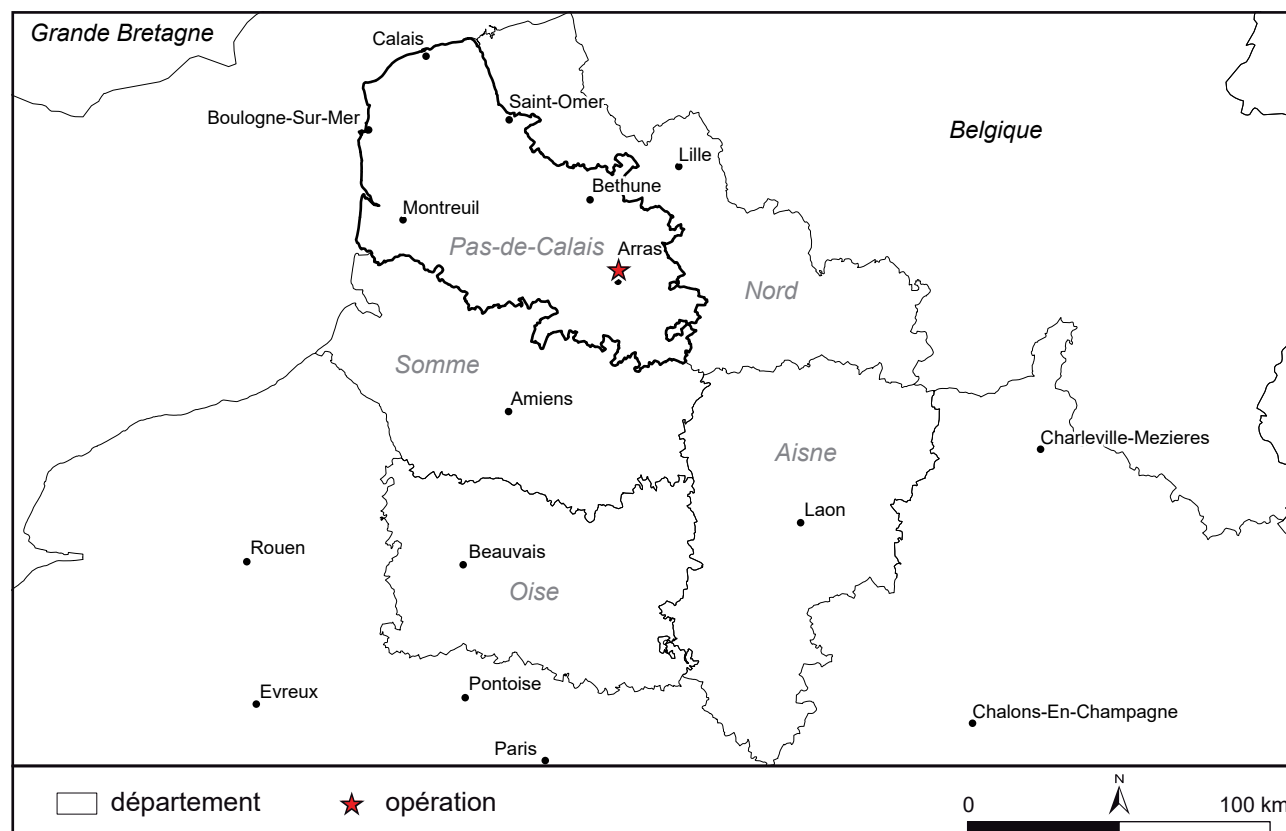 Grande Bretagne
Calais
Saint-Omer
Boulogne-Sur-Mer
Belgique
Lille
Bethune
Montreuil
Pas-de-Calais
Arras
Nord
Somme
Amiens
Charleville-Mezieres
Aisne
Laon
Rouen
Beauvais
Oise
Pontoise
Evreux
Chalons-En-Champagne
Paris
département
opération
N
0 100 km